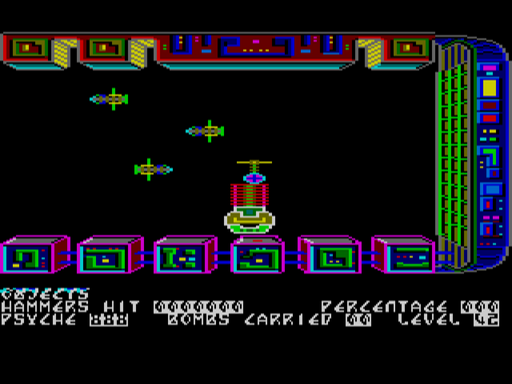 OBJECTS
HAMMERS HIT 0000000 PERCENTAGE 000
PSYCHE 888 BOMBS CARRIED 00 LEVEL 42